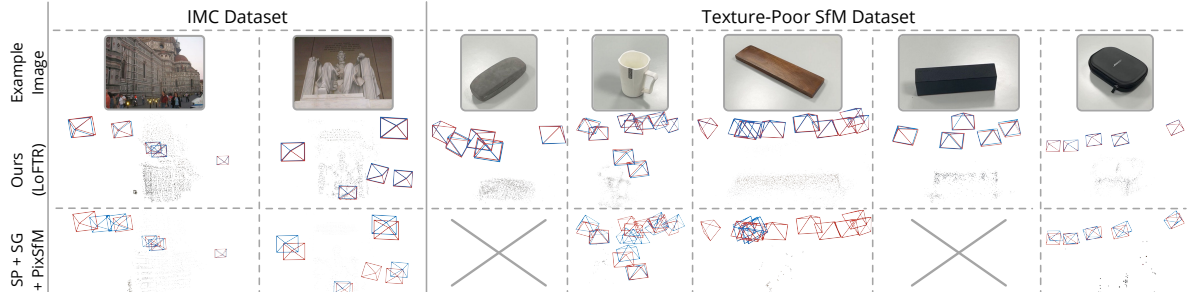 IMC Dataset
Texture-Poor SfM Dataset
Example
Image
Ours
(LoFTR)
SP + SG
+ PixSfM